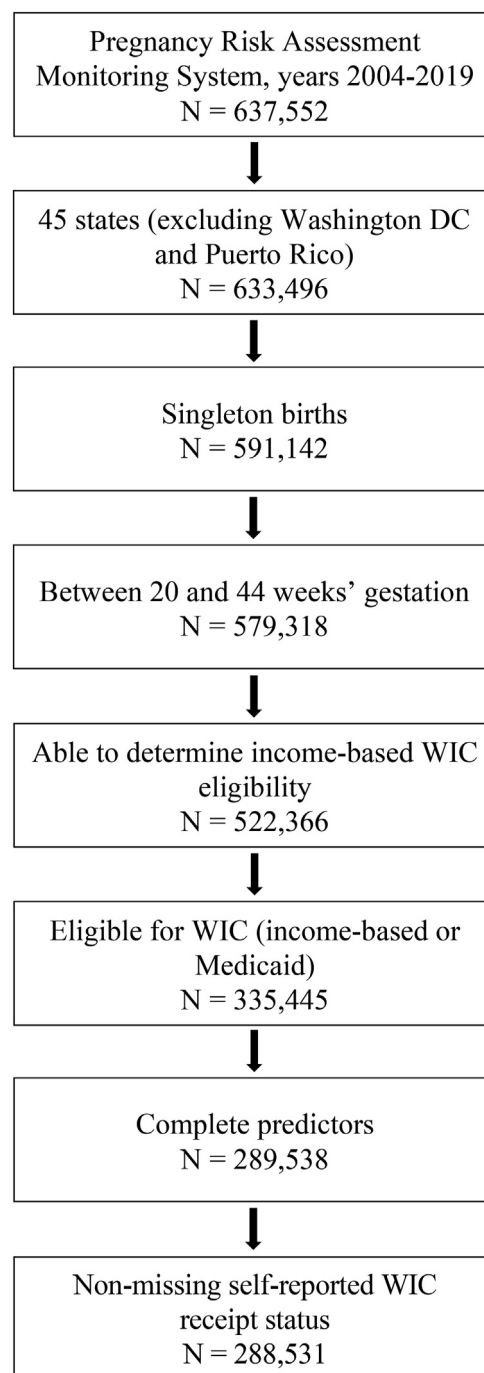 Pregnancy Risk Assessment
Monitoring System, years 2004-2019
N = 637,552
45 states (excluding Washington DC
and Puerto Rico)
N = 633,496
Singleton births
N = 591,142
Between 20 and 44 weeks’ gestation
N = 579,318
Able to determine income-based WIC
eligibility
N = 522,366
Eligible for WIC (income-based or
Medicaid)
N = 335,445
Complete predictors
N = 289,538
Non-missing self-reported WIC
receipt status
N = 288,531